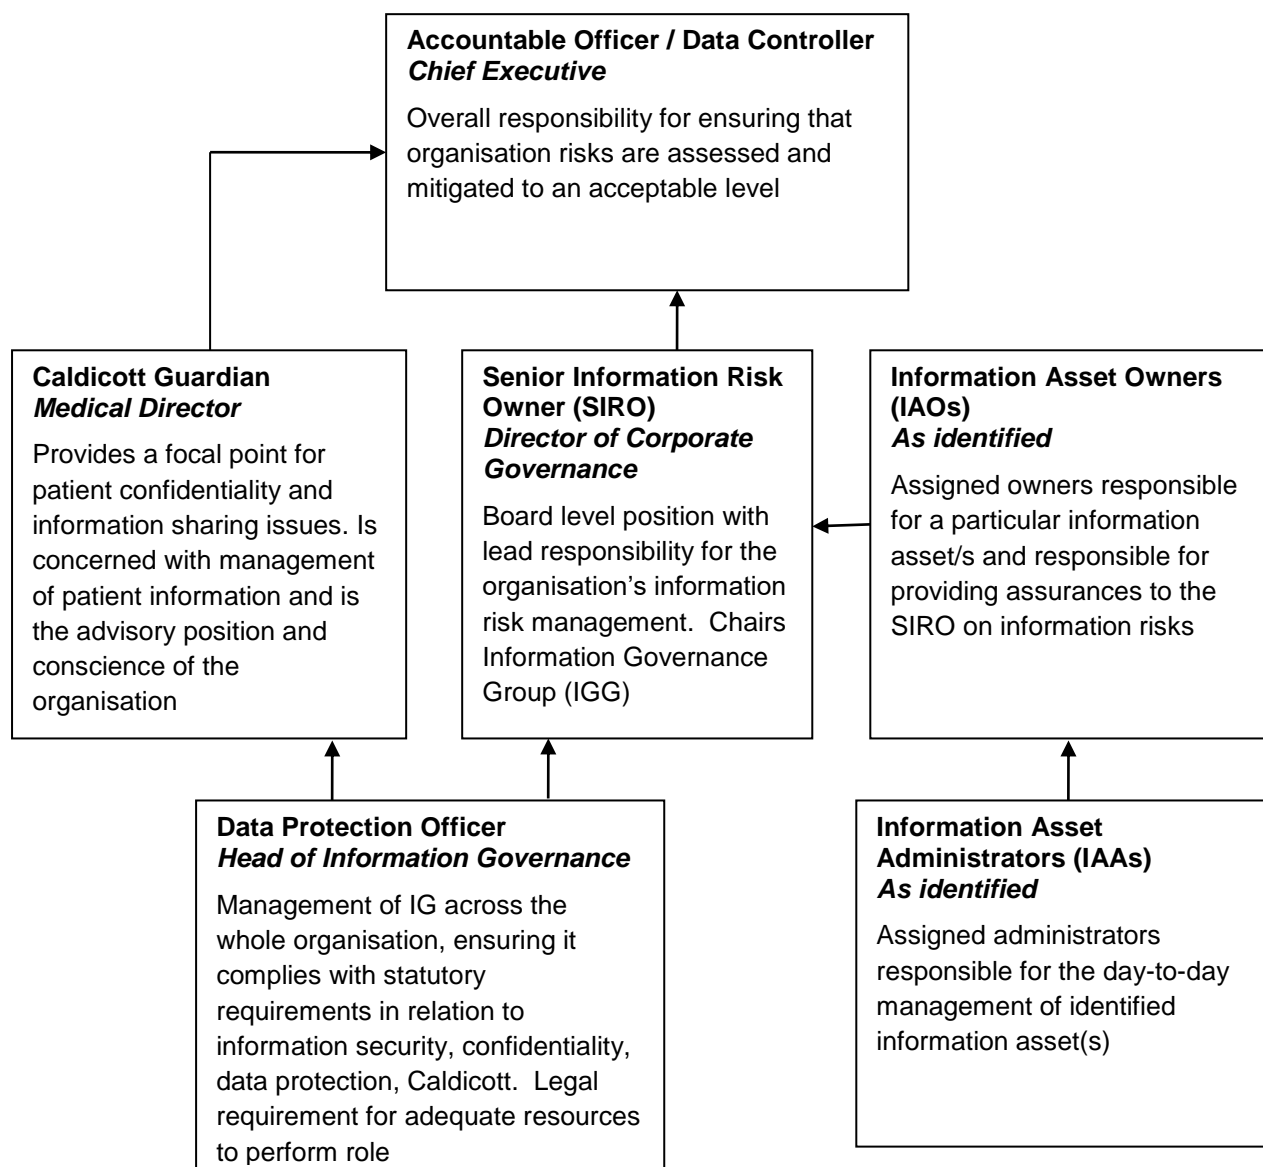 Accountable Officer / Data Controller
Chief Executive
Overall responsibility for ensuring that
organisation risks are assessed and
mitigated to an acceptable level
Caldicott Guardian
Medical Director
Provides a focal point for
patient confidentiality and
information sharing issues. Is
concerned with management
of patient information and is
the advisory position and
conscience of the
organisation
Senior Information Risk
Owner (SIRO)
Director of Corporate
Governance
Board level position with
lead responsibility for the
organisation’s information
risk management.  Chairs
Information Governance
Group (IGG)
Information Asset Owners
(IAOs)
As identified
Assigned owners responsible
for a particular information
asset/s and responsible for
providing assurances to the
SIRO on information risks
Data Protection Officer
Head of Information Governance
Management of IG across the
whole organisation, ensuring it
complies with statutory
requirements in relation to
information security, confidentiality,
data protection, Caldicott.  Legal
requirement for adequate resources
to perform role
Information Asset
Administrators (IAAs)
As identified
Assigned administrators
responsible for the day-to-day
management of identified
information asset(s)